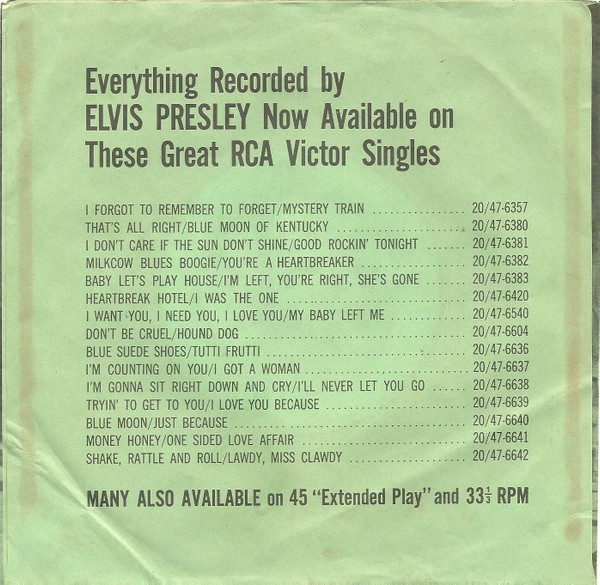 Everything Recorded by
ELVIS PRESLEY Now Available on
These Great RCA Victor Singles
I FORGOT TO REMEMBER TO FORGET/MYSTERY TRAIN .................. 20/47-6357
THAT'S ALL RIGHT/BLUE MOON OF KENTUCKY ......................... 20/47-6380
I DON'T CARE IF THE SUN DON'T SHINE/GOOD ROCKIN' TONIGHT ....... 20/47-6381
MILKCOW BLUES BOOGIE/YOU'RE A HEARTBREAKER .................... 20/47-6382
BABY LET'S PLAY HOUSE/I'M LEFT, YOU'RE RIGHT, SHE'S GONE ....... 20/47-6383
HEARTBREAK HOTEL/I WAS THE ONE ................................. 20/47-6420
I WANT YOU, I NEED YOU, I LOVE YOU/MY BABY LEFT ME ............. 20/47-6540
DON'T BE CRUEL/HOUND DOG ....................................... 20/47-6604
BLUE SUEDE SHOES/TUTTI FRUTTI .................................. 20/47-6636
I'M COUNTING ON YOU/I GOT A WOMAN .............................. 20/47-6637
I'M GONNA SIT RIGHT DOWN AND CRY/I'LL NEVER LET YOU GO ...... 20/47-6638
TRYIN' TO GET TO YOU/I LOVE YOU BECAUSE ........................ 20/47-6639
BLUE MOON/JUST BECAUSE ......................................... 20/47-6640
MONEY HONEY/ONE SIDED LOVE AFFAIR .............................. 20/47-6641
SHAKE, RATTLE AND ROLL/LAWDY, MISS CLAWDY ...................... 20/47-6642
MANY ALSO AVAILABLE on 45 "Extended Play" and 33⅓ RPM